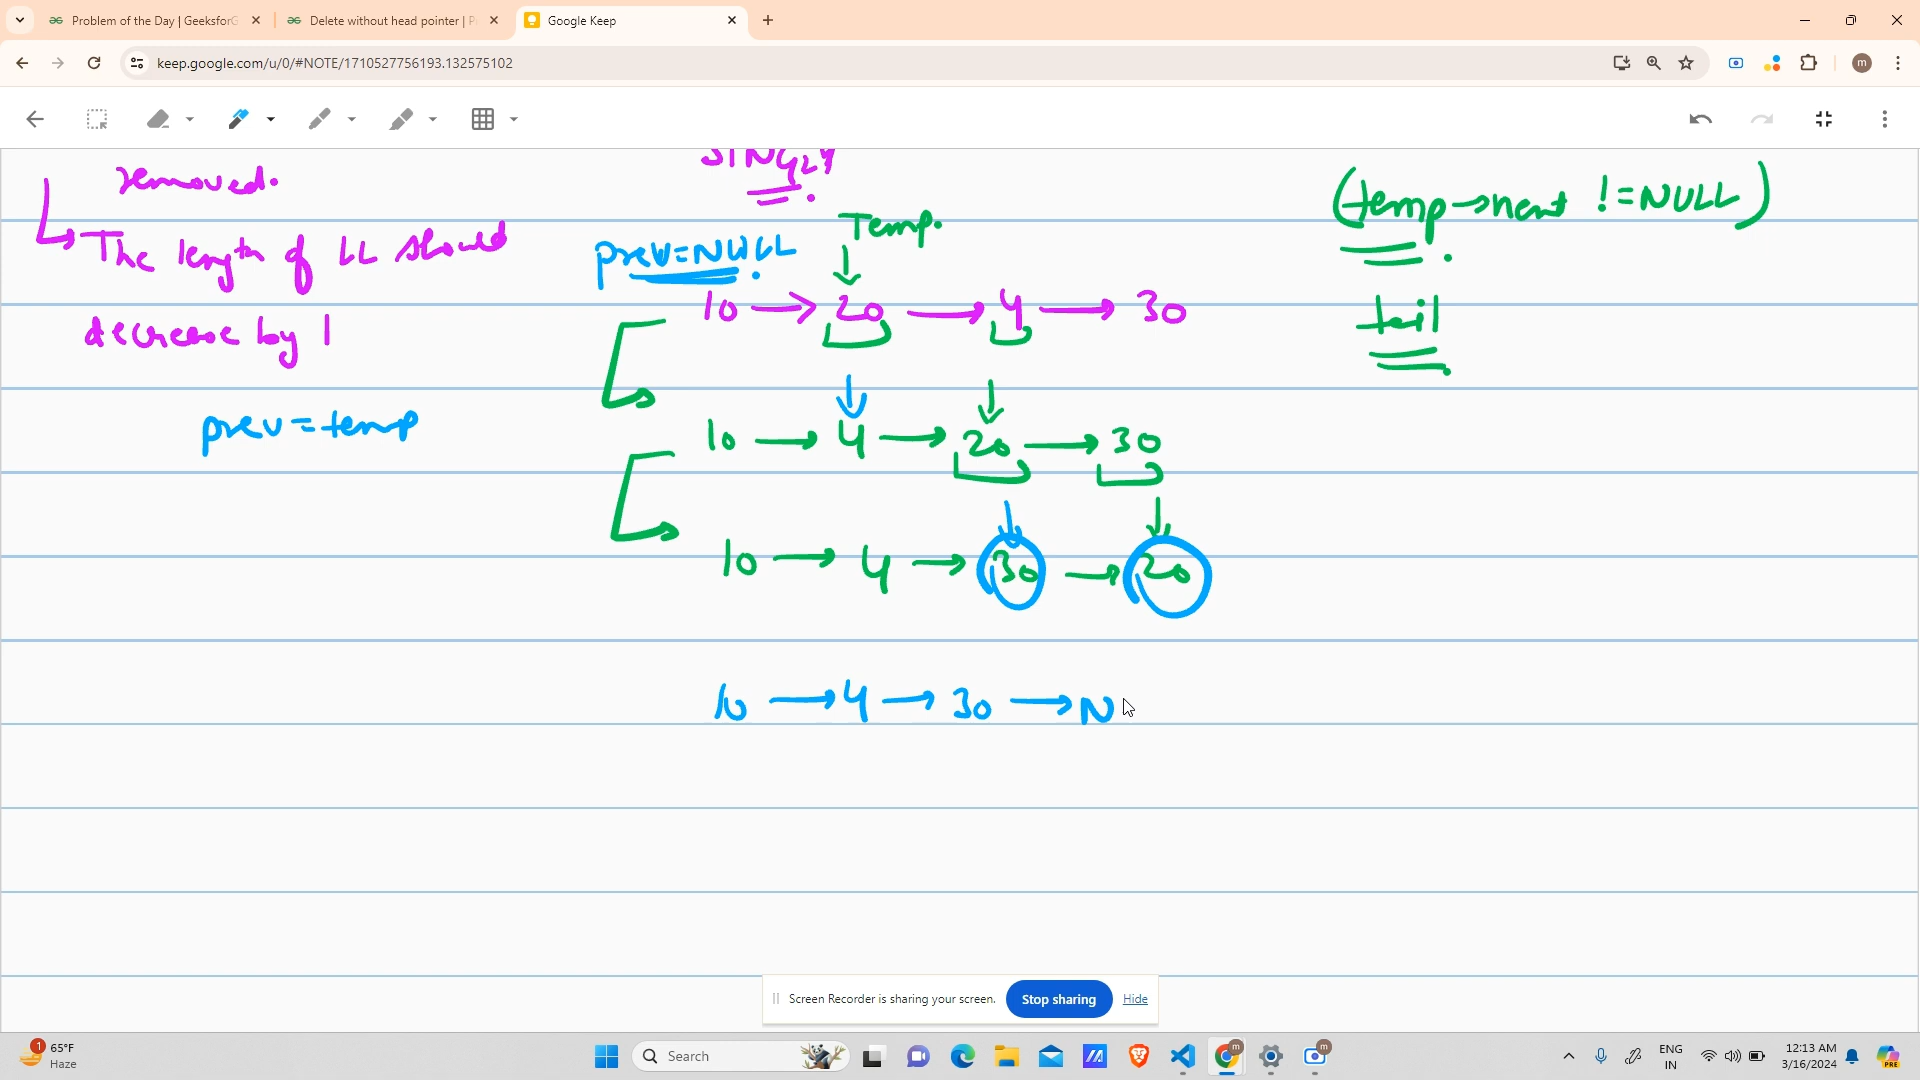 Problem of the Day | GeeksforG
Delete without head pointer | P
Google Keep
keep.google.com/u/0/#NOTE/1710527756193.132575102
m
removed.
The length of LL should
decrease by 1
prev=temp
SINGLY
Temp.
prev=NULL
10 → 20 → 4 → 30
10 → 4 → 20 → 30
10 → 4 → 30 → 20
10 → 4 → 30 → N
(temp→next !=NULL)
tail
Screen Recorder is sharing your screen.
Stop sharing
Hide
1
65°F
Haze
Search
m
m
ENG
IN
12:13 AM
3/16/2024
PRE